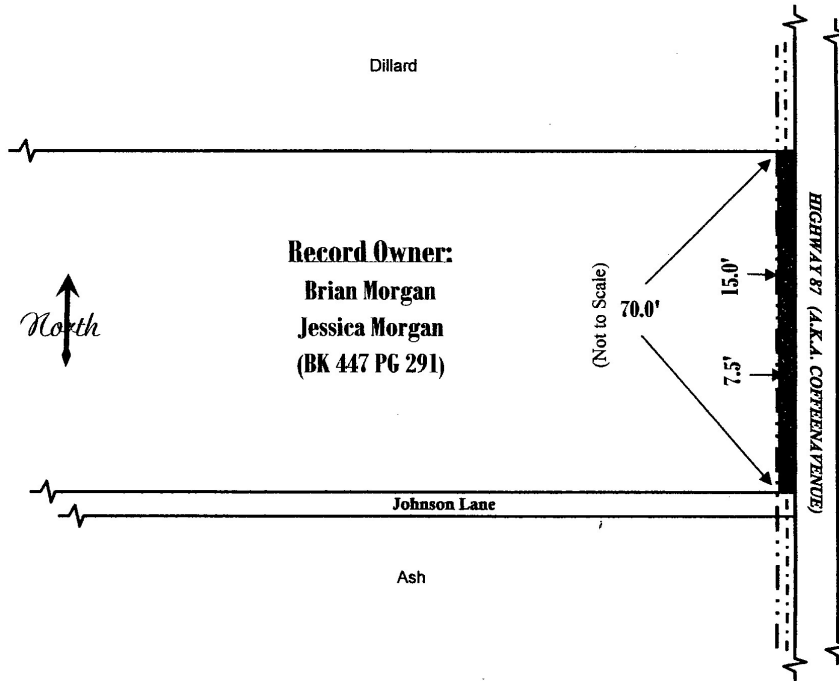 Dillard
Record Owner:
Brian Morgan
Jessica Morgan
(BK 447 PG 291)
North
(Not to Scale)
70.0'
15.0'
7.5'
HIGHWAY 87 (A.K.A. COFFEENAVENUE)
Johnson Lane
Ash